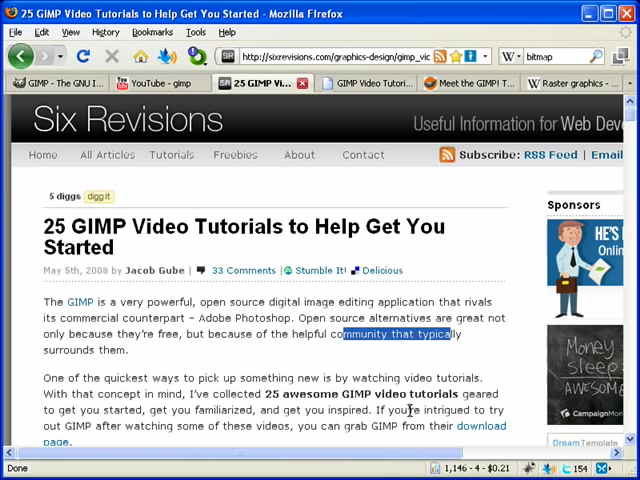 25 GIMP Video Tutorials to Help Get You Started - Mozilla Firefox
File Edit View History Bookmarks Tools Help
SR http://sixrevisions.com/graphics-design/gimp_vic W bitmap
GIMP - The GNU I... YouTube - gimp SR 25 GIMP Vi... GIMP Video Tutori... Meet the GIMP! T... W Raster graphics - ...
Six Revisions Useful Information for Web Deve
Home All Articles Tutorials Freebies About Contact Subscribe: RSS Feed | Email
5 diggs digg it
Sponsors
25 GIMP Video Tutorials to Help Get You
Started
May 5th, 2008 by Jacob Gube | 33 Comments | Stumble It! Delicious
HE'S
Onlin
The GIMP is a very powerful, open source digital image editing application that rivals
its commercial counterpart – Adobe Photoshop. Open source alternatives are great not
only because they're free, but because of the helpful community that typically
surrounds them.
Money
sleep
AWESOM
CampaignMon
One of the quickest ways to pick up something new is by watching video tutorials.
With that concept in mind, I've collected 25 awesome GIMP video tutorials geared
to get you started, get you familiarized, and get you inspired. If you're intrigued to try
out GIMP after watching some of these videos, you can grab GIMP from their download
page.
DreamTemplate
Done 1,146 - 4 - $0.21 154